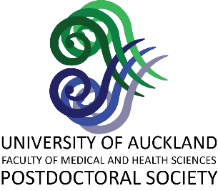 UNIVERSITY OF AUCKLAND
FACULTY OF MEDICAL AND HEALTH SCIENCES
POSTDOCTORAL SOCIETY